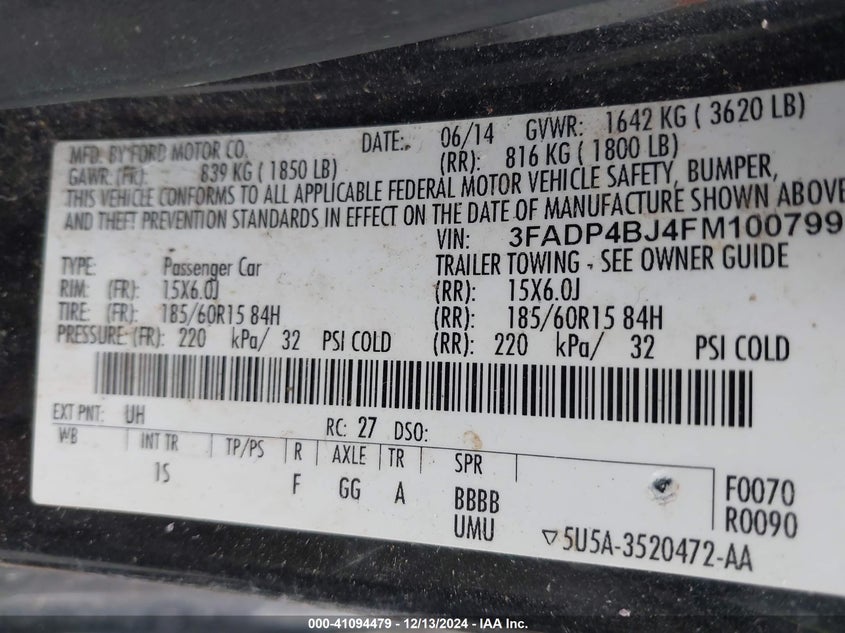 MFD. BY FORD MOTOR CO.
DATE: 06/14 GVWR: 1642 KG ( 3620 LB)
GAWR: (FR): 839 KG ( 1850 LB) (RR): 816 KG ( 1800 LB)
THIS VEHICLE CONFORMS TO ALL APPLICABLE FEDERAL MOTOR VEHICLE SAFETY, BUMPER,
AND THEFT PREVENTION STANDARDS IN EFFECT ON THE DATE OF MANUFACTURE SHOWN ABOVE
VIN: 3FADP4BJ4FM100799
TYPE: Passenger Car TRAILER TOWING - SEE OWNER GUIDE
RIM: (FR): 15X6.0J (RR): 15X6.0J
TIRE: (FR): 185/60R15 84H (RR): 185/60R15 84H
PRESSURE: (FR): 220 kPa/ 32 PSI COLD (RR): 220 kPa/ 32 PSI COLD
EXT PNT: UH RC: 27 DSO:
WB INT TR TP/PS R AXLE TR SPR
IS F GG A BBBB F0070
UMU R0090
▽5U5A-3520472-AA
000-41094479 - 12/13/2024 - IAA Inc.